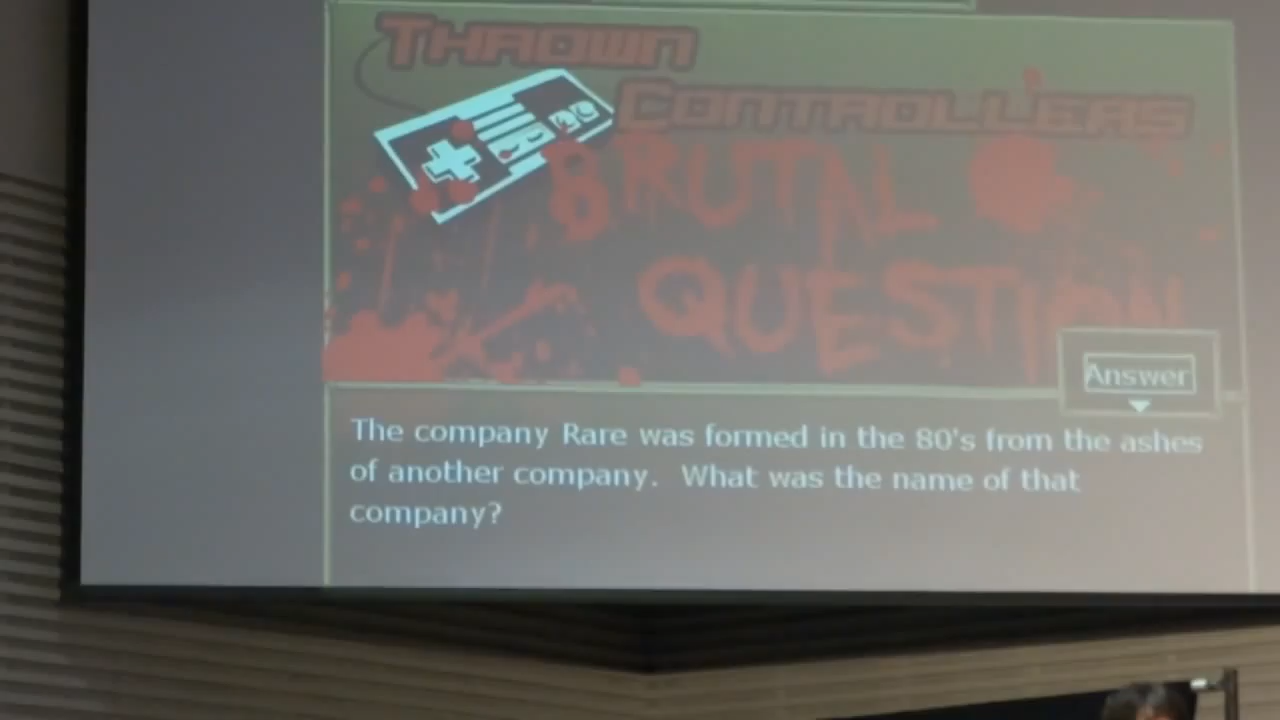 Thrown
Controllers
BRUTAL
QUESTION
Answer
The company Rare was formed in the 80's from the ashes
of another company. What was the name of that
company?